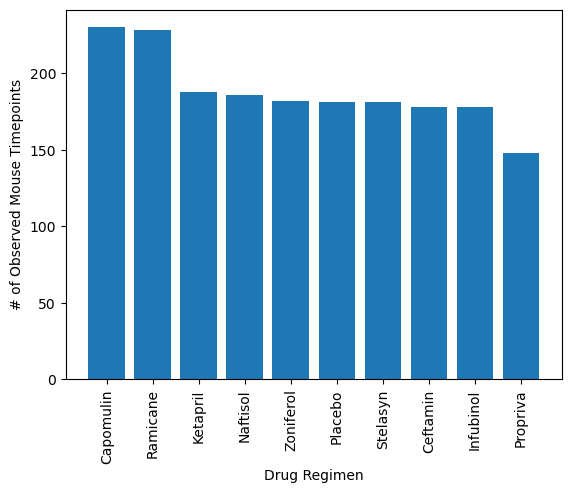 # of Observed Mouse Timepoints
200
150
100
50
0
Capomulin
Ramicane
Ketapril
Naftisol
Zoniferol
Placebo
Stelasyn
Ceftamin
Infubinol
Propriva
Drug Regimen